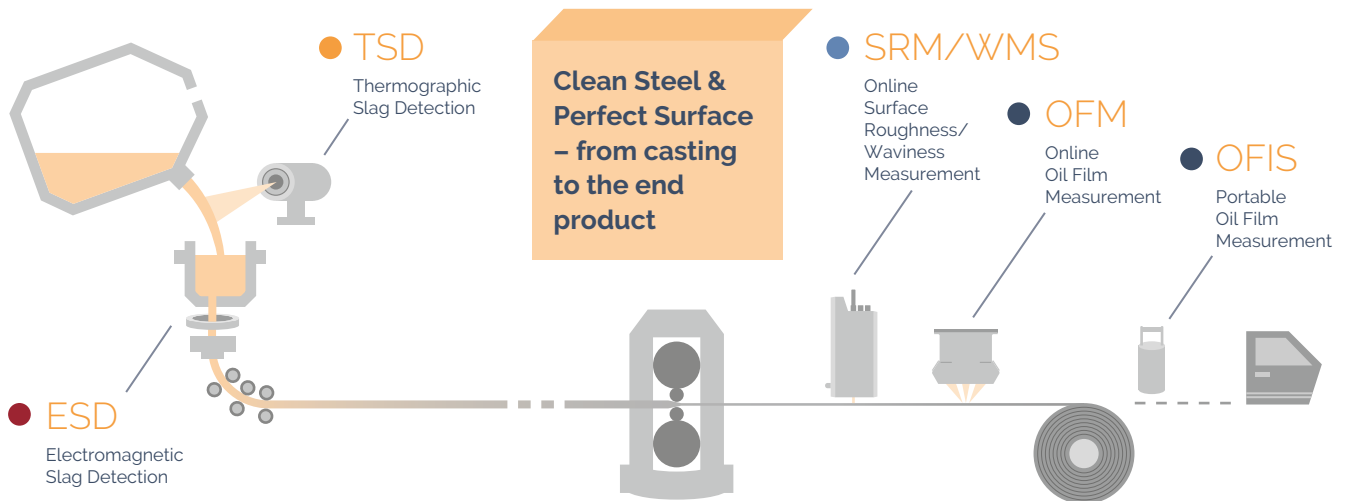 TSD
Thermographic
Slag Detection
Clean Steel &
Perfect Surface
– from casting
to the end
product
SRM/WMS
Online
Surface
Roughness/
Waviness
Measurement
OFM
Online
Oil Film
Measurement
OFIS
Portable
Oil Film
Measurement
ESD
Electromagnetic
Slag Detection